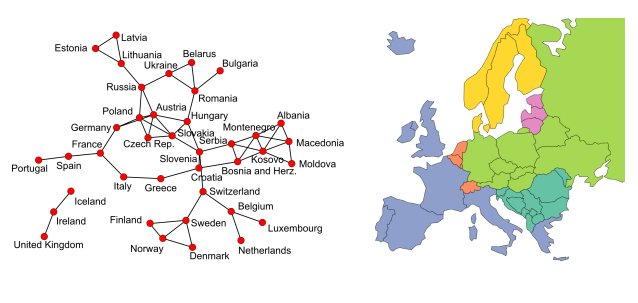 Latvia
Estonia
Lithuania
Belarus
Ukraine
Bulgaria
Russia
Romania
Poland
Austria
Hungary
Albania
Germany
Slovakia
Montenegro
Czech Rep.
Serbia
Macedonia
France
Slovenia
Kosovo
Moldova
Portugal
Spain
Bosnia and Herz.
Croatia
Italy
Greece
Switzerland
Iceland
Belgium
Ireland
Finland
Sweden
Luxembourg
United Kingdom
Norway
Denmark
Netherlands